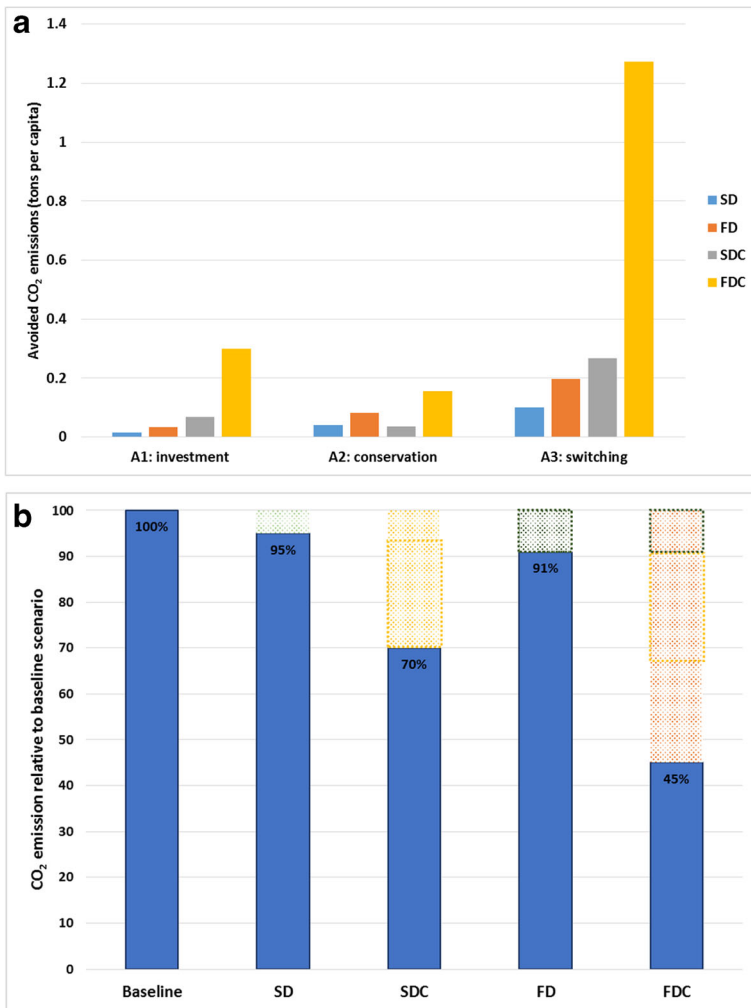 a
1.4
1.2
1
0.8
0.6
0.4
0.2
0
Avoided CO₂ emissions (tons per capita)
A1: investment
A2: conservation
A3: switching
SD
FD
SDC
FDC
b
100
90
80
70
60
50
40
30
20
10
0
CO₂ emission relative to baseline scenario
100%
95%
70%
91%
45%
Baseline
SD
SDC
FD
FDC